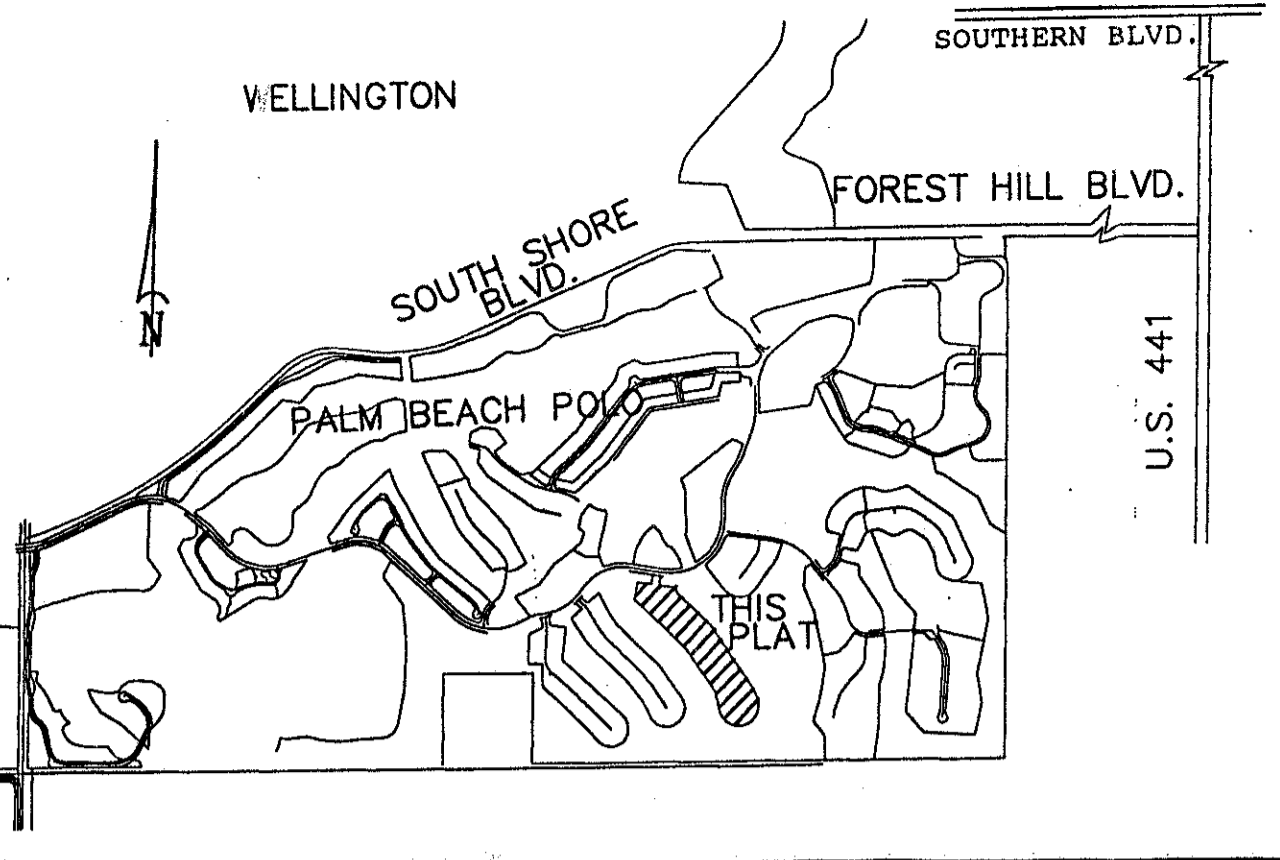 SOUTHERN BLVD.
WELLINGTON
FOREST HILL BLVD.
SOUTH SHORE
BLVD.
N
U.S. 441
PALM BEACH POLO
THIS
PLAT